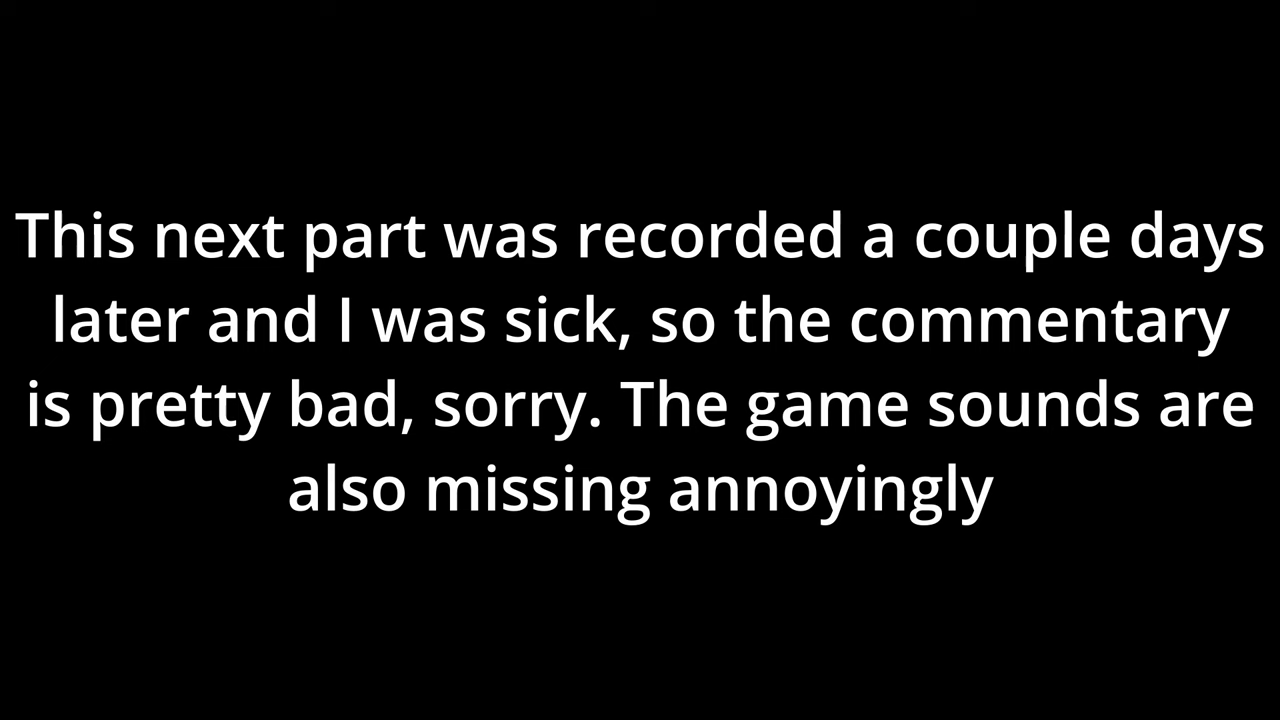 This next part was recorded a couple days
later and I was sick, so the commentary
is pretty bad, sorry. The game sounds are
also missing annoyingly